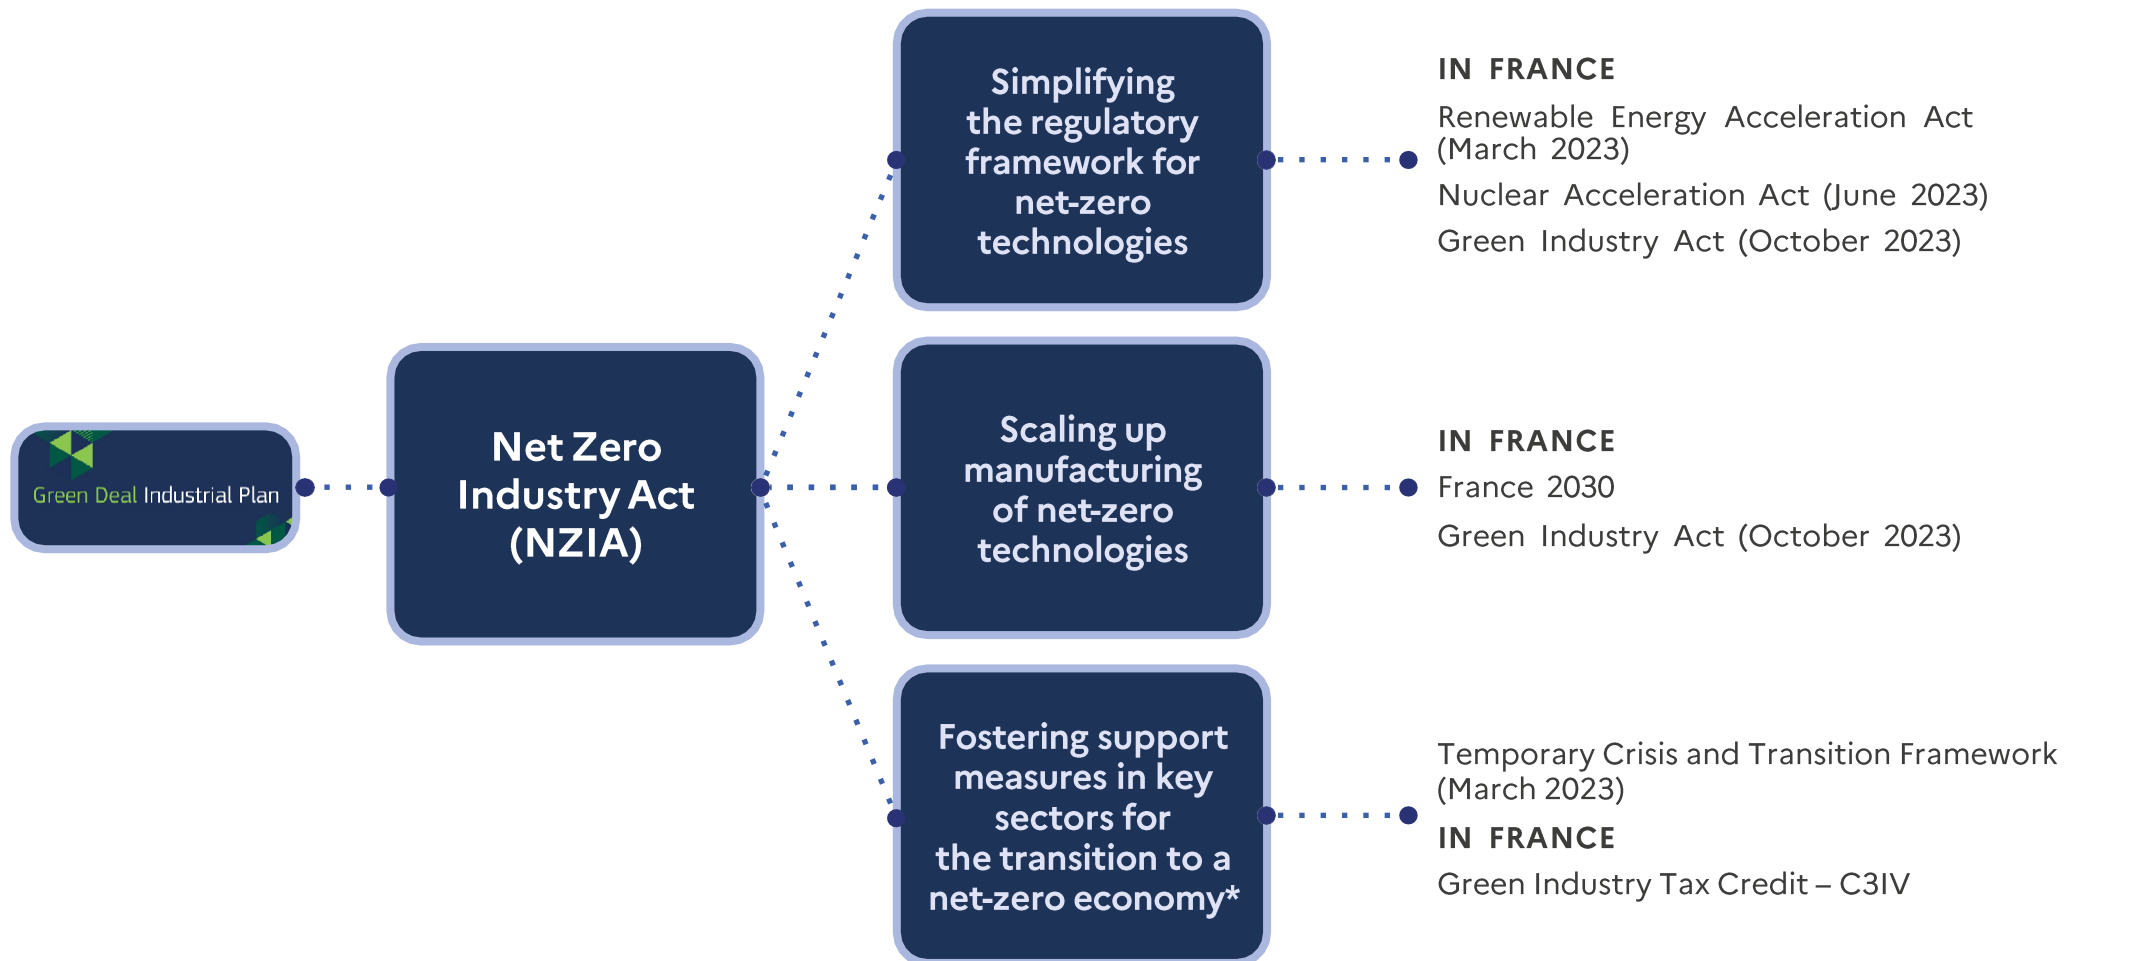 Green Deal Industrial Plan
Net Zero
Industry Act
(NZIA)
Simplifying
the regulatory
framework for
net-zero
technologies
IN FRANCE
Renewable Energy Acceleration Act
(March 2023)
Nuclear Acceleration Act (June 2023)
Green Industry Act (October 2023)
Scaling up
manufacturing
of net-zero
technologies
IN FRANCE
France 2030
Green Industry Act (October 2023)
Fostering support
measures in key
sectors for
the transition to a
net-zero economy*
Temporary Crisis and Transition Framework
(March 2023)
IN FRANCE
Green Industry Tax Credit – C3IV